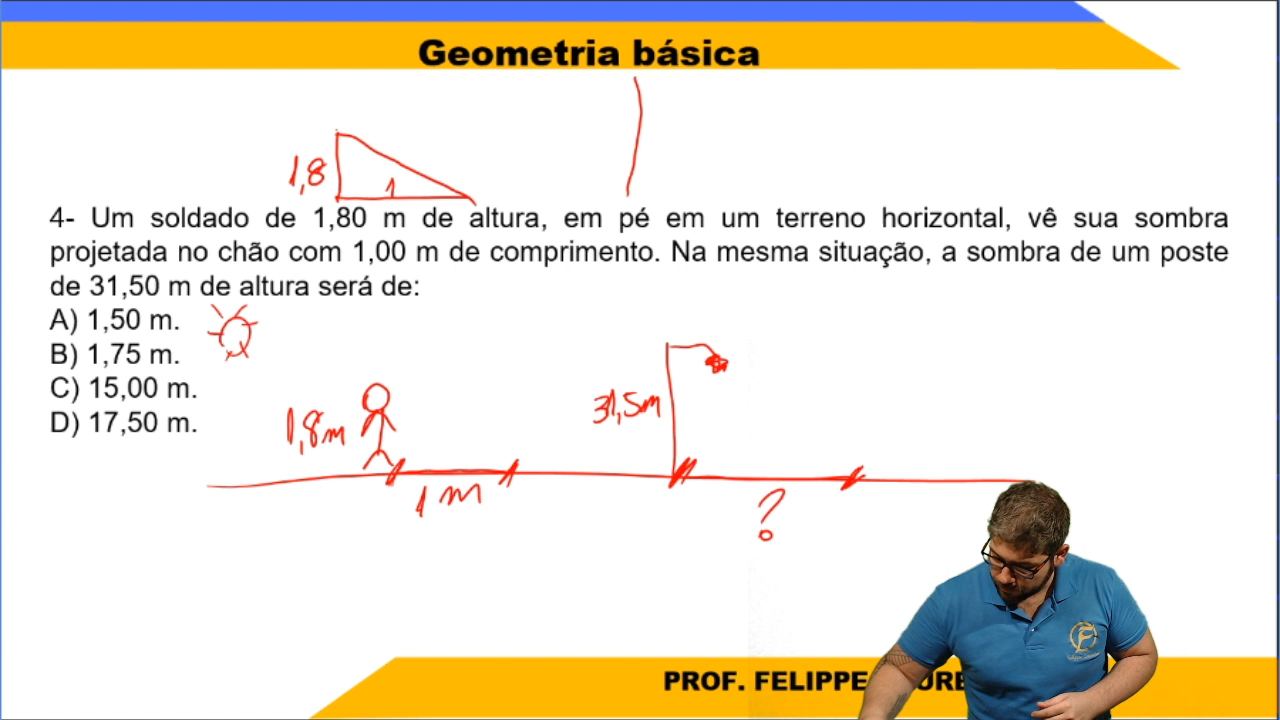 Geometria básica
1,8
1
4- Um soldado de 1,80 m de altura, em pé em um terreno horizontal, vê sua sombra
projetada no chão com 1,00 m de comprimento. Na mesma situação, a sombra de um poste
de 31,50 m de altura será de:
A) 1,50 m.
B) 1,75 m.
C) 15,00 m.
D) 17,50 m.
1,8m
31,5m
1 m
?
PROF. FELIPPE